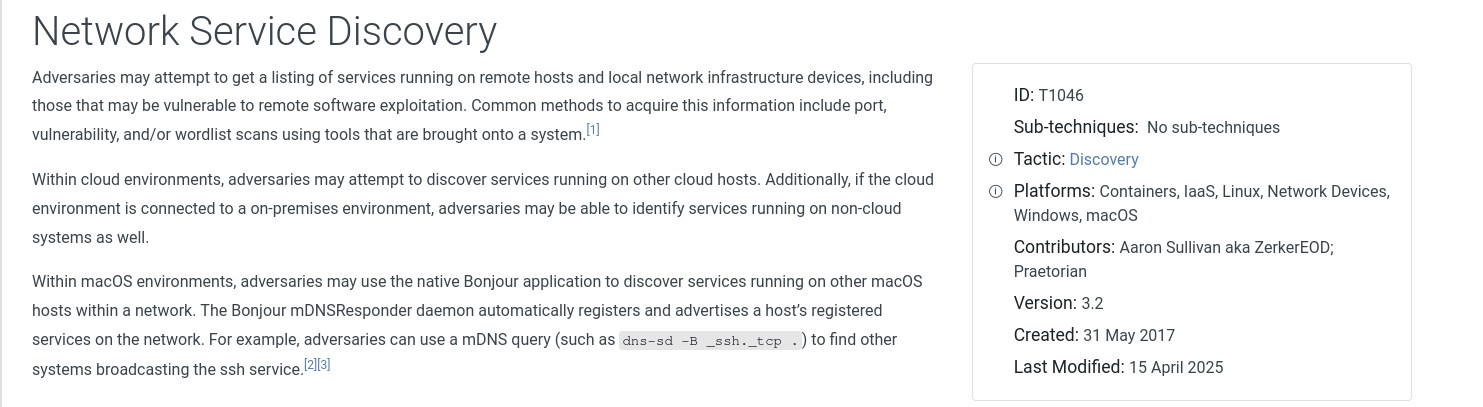 Network Service Discovery
Adversaries may attempt to get a listing of services running on remote hosts and local network infrastructure devices, including
those that may be vulnerable to remote software exploitation. Common methods to acquire this information include port,
vulnerability, and/or wordlist scans using tools that are brought onto a system.[1]
Within cloud environments, adversaries may attempt to discover services running on other cloud hosts. Additionally, if the cloud
environment is connected to a on-premises environment, adversaries may be able to identify services running on non-cloud
systems as well.
Within macOS environments, adversaries may use the native Bonjour application to discover services running on other macOS
hosts within a network. The Bonjour mDNSResponder daemon automatically registers and advertises a host’s registered
services on the network. For example, adversaries can use a mDNS query (such as dns-sd -B _ssh._tcp .) to find other
systems broadcasting the ssh service.[2][3]
ID: T1046
Sub-techniques: No sub-techniques
ⓘ Tactic: Discovery
ⓘ Platforms: Containers, IaaS, Linux, Network Devices,
Windows, macOS
Contributors: Aaron Sullivan aka ZerkerEOD;
Praetorian
Version: 3.2
Created: 31 May 2017
Last Modified: 15 April 2025